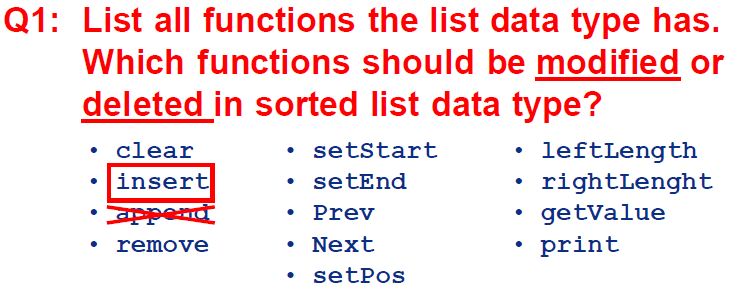 Q1: List all functions the list data type has.
Which functions should be modified or
deleted in sorted list data type?
• clear
• insert
• append
• remove
• setStart
• setEnd
• Prev
• Next
• setPos
• leftLength
• rightLenght
• getValue
• print